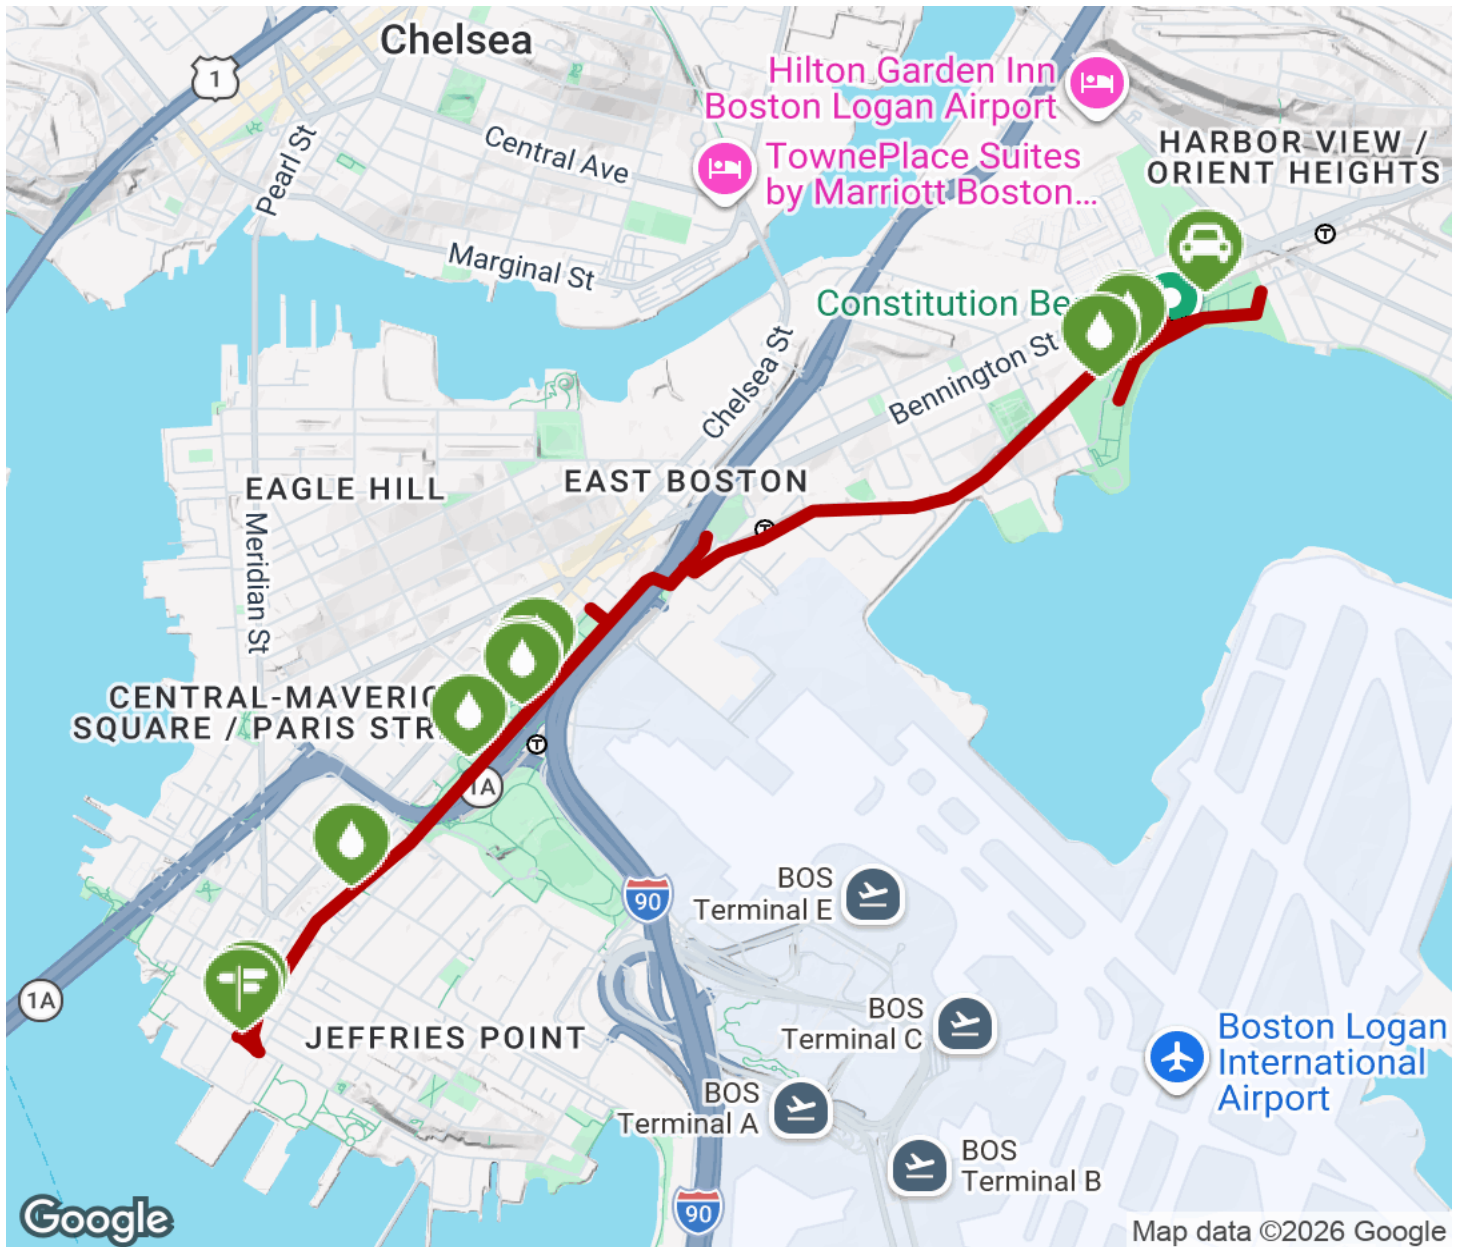 Chelsea
1
Hilton Garden Inn
Boston Logan Airport
Central Ave
TownePlace Suites
by Marriott Boston...
HARBOR VIEW /
ORIENT HEIGHTS
Pearl St
T
Marginal St
Constitution Be
Chelsea St
Bennington St
EAST BOSTON
EAGLE HILL
T
Meridian St
CENTRAL-MAVERIC
SQUARE / PARIS STR
T
1A
BOS
Terminal E
90
1A
BOS
Terminal C
JEFFRIES POINT
Boston Logan
International
Airport
BOS
Terminal A
BOS
Terminal B
90
Google
Map data ©2026 Google